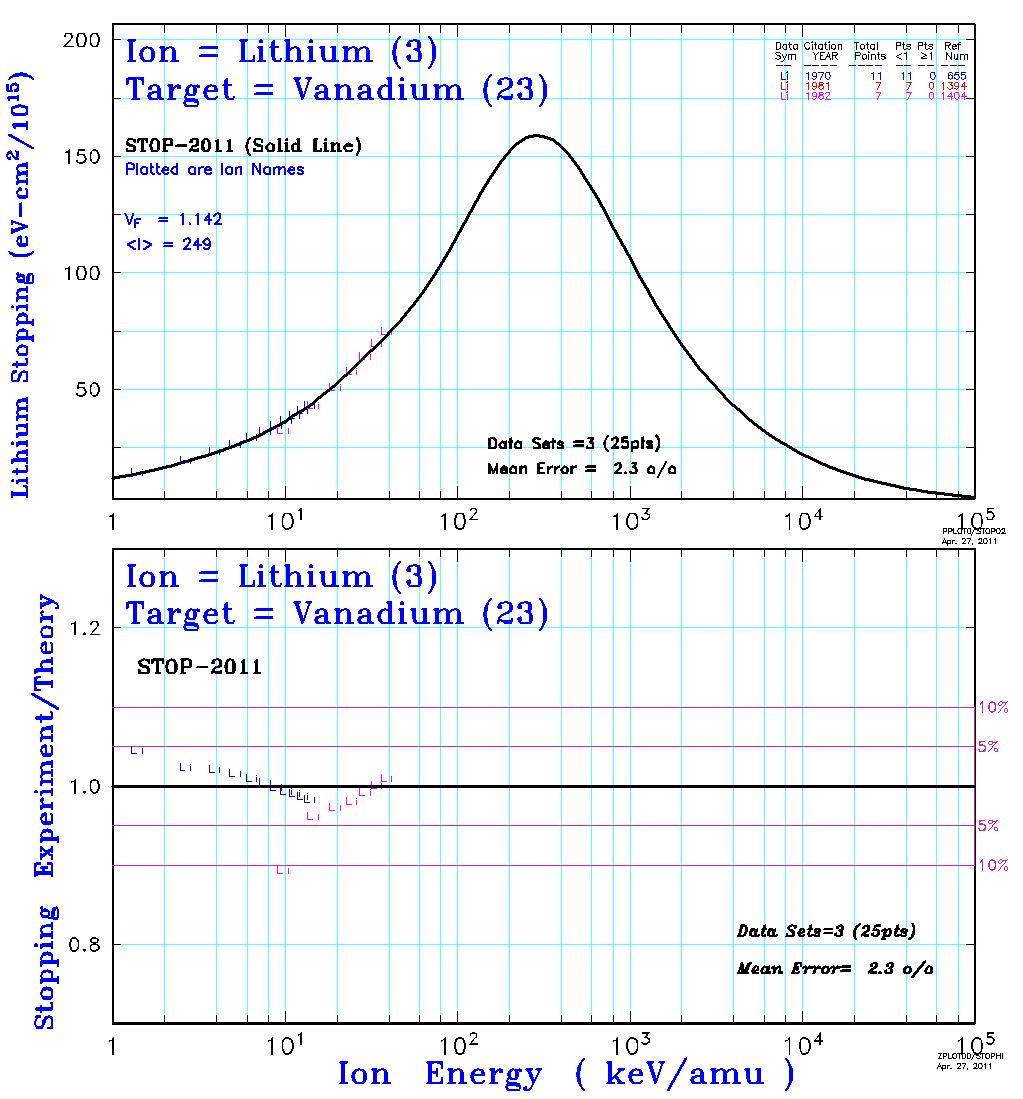 Ion = Lithium (3)
Target = Vanadium (23)
STOP-2011 (Solid Line)
Plotted are Ion Names
VF = 1.142
<I> = 249
Data Citation Total Pts Pts Ref
Sym YEAR Points <1 ≥1 Num
Li 1970 11 11 0 655
Li 1981 7 7 0 1394
Li 1982 7 7 0 1404
Lithium Stopping (eV-cm²/10¹⁵)
200
150
100
50
Data Sets =3 (25pts)
Mean Error = 2.3 o/o
1 10¹ 10² 10³ 10⁴ 10⁵
PPLOT0/STOP02
Apr. 27, 2011
Ion = Lithium (3)
Target = Vanadium (23)
STOP-2011
Stopping Experiment/Theory
1.2
1.0
0.8
10%
5%
5%
10%
Data Sets=3 (25pts)
Mean Error= 2.3 o/o
1 10¹ 10² 10³ 10⁴ 10⁵
Ion Energy ( keV/amu )
Apr. 27, 2011